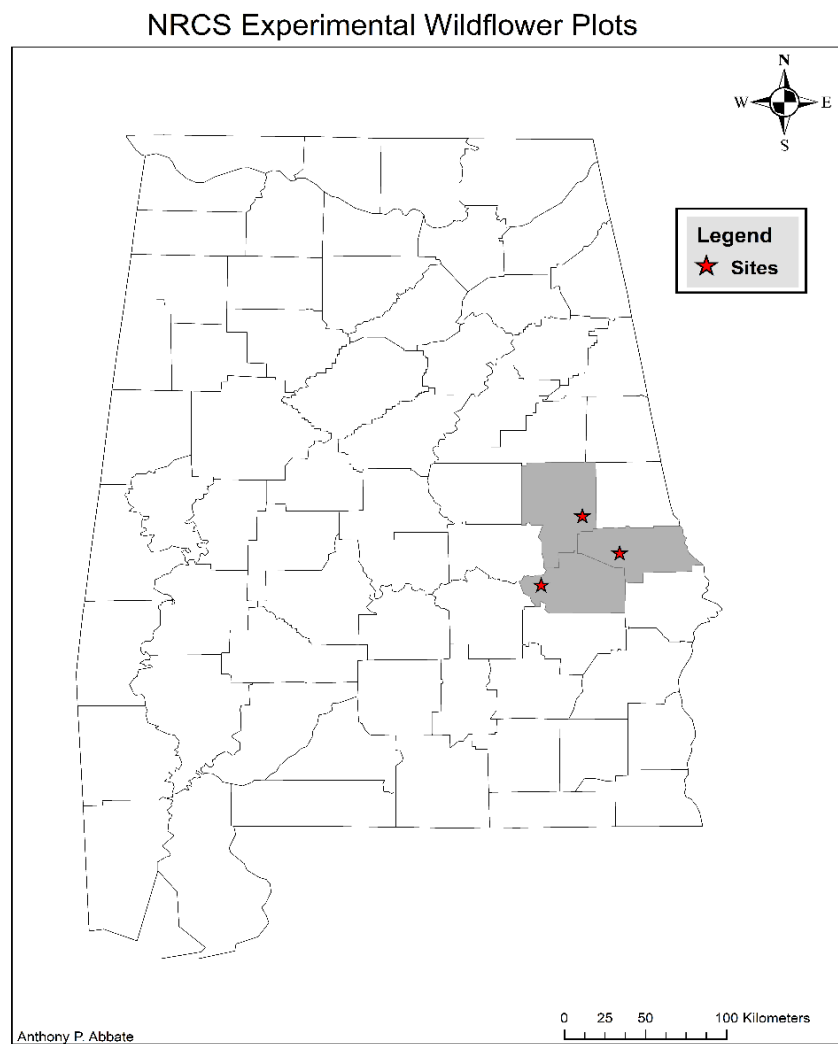 NRCS Experimental Wildflower Plots
N
W E
S
Legend
Sites
0 25 50 100 Kilometers
Anthony P. Abbate